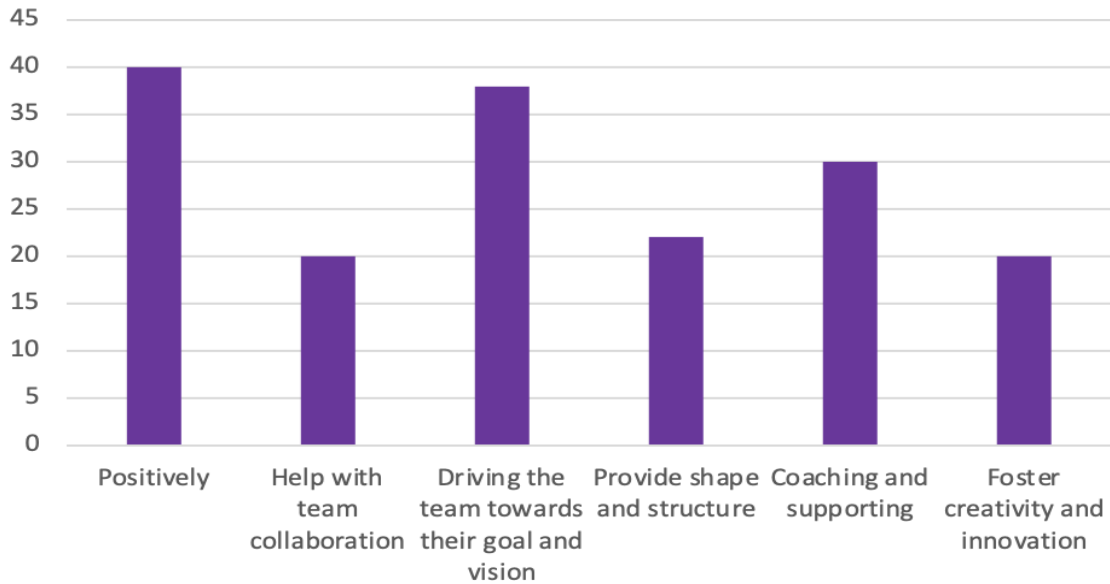 45
40
35
30
25
20
15
10
5
0
Positively
Help with
team
collaboration
Driving the
team towards
their goal and
vision
Provide shape
and structure
Coaching and
supporting
Foster
creativity and
innovation